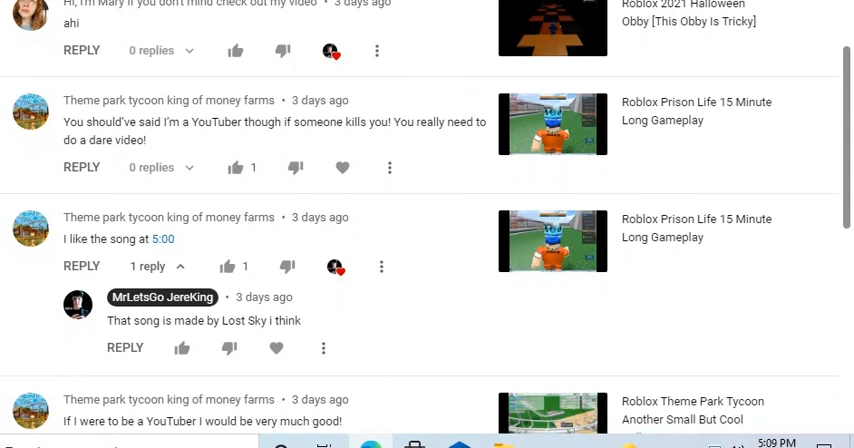 Hi, I'm Mary if you don't mind check out my video • 3 days ago
ahi
REPLY 0 replies
Roblox 2021 Halloween
Obby [This Obby Is Tricky]
Theme park tycoon king of money farms • 3 days ago
You should've said I'm a YouTuber though if someone kills you! You really need to
do a dare video!
REPLY 0 replies 1
Roblox Prison Life 15 Minute
Long Gameplay
Theme park tycoon king of money farms • 3 days ago
I like the song at 5:00
REPLY 1 reply 1
Roblox Prison Life 15 Minute
Long Gameplay
MrLetsGo JereKing • 3 days ago
That song is made by Lost Sky i think
REPLY
Theme park tycoon king of money farms • 3 days ago
If I were to be a YouTuber I would be very much good!
Roblox Theme Park Tycoon
Another Small But Cool
5:09 PM